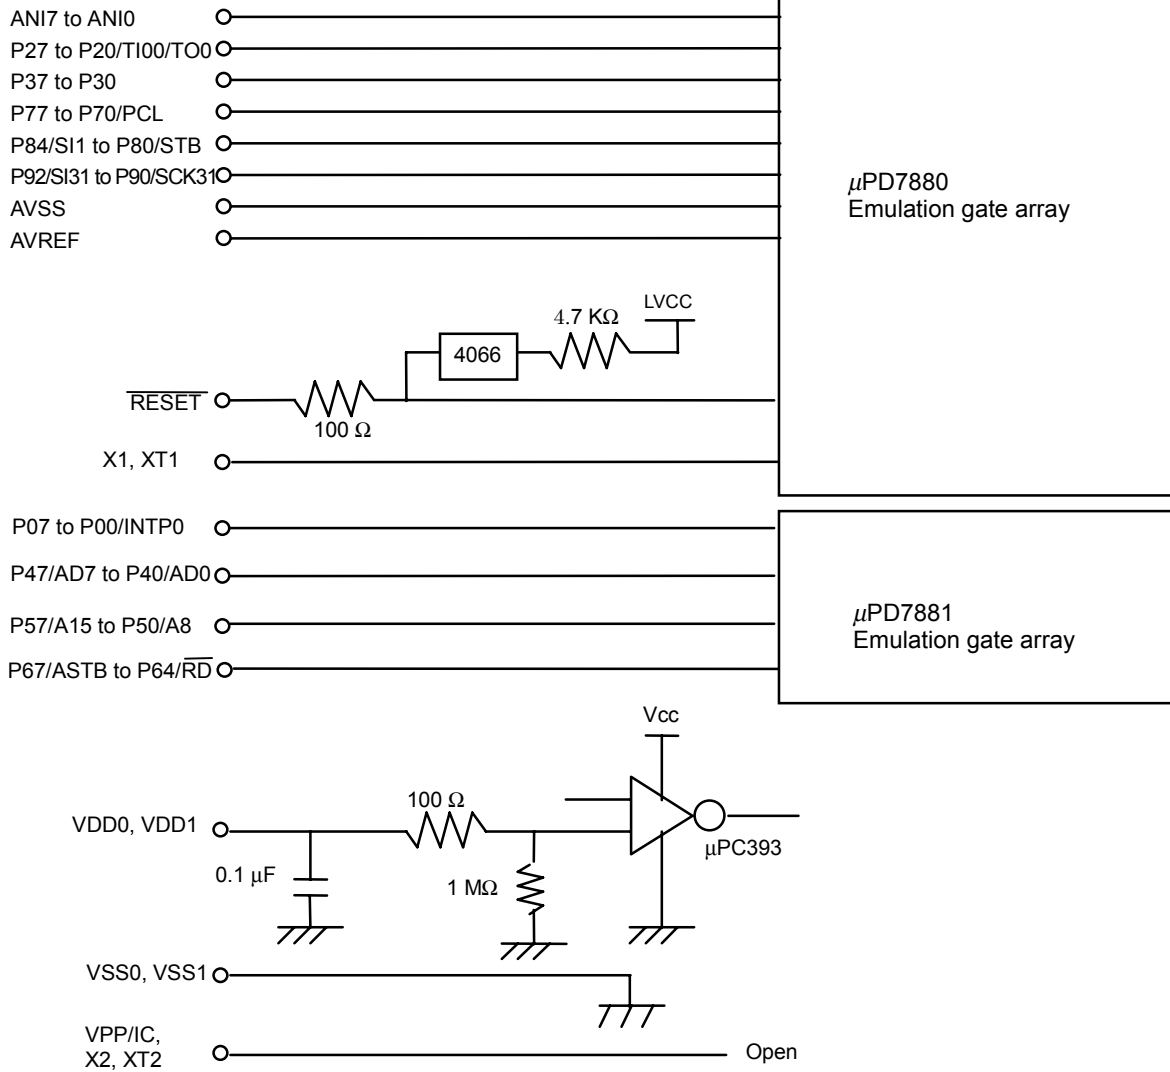 ANI7 to ANI0
P27 to P20/TI00/TO0
P37 to P30
P77 to P70/PCL
P84/SI1 to P80/STB
P92/SI31 to P90/SCK31
AVSS
AVREF
μPD7880
Emulation gate array
LVCC
4.7 KΩ
4066
RESET
100 Ω
X1, XT1
P07 to P00/INTP0
P47/AD7 to P40/AD0
P57/A15 to P50/A8
P67/ASTB to P64/RD
μPD7881
Emulation gate array
Vcc
100 Ω
VDD0, VDD1
μPC393
0.1 μF
1 MΩ
VSS0, VSS1
VPP/IC,
X2, XT2
Open